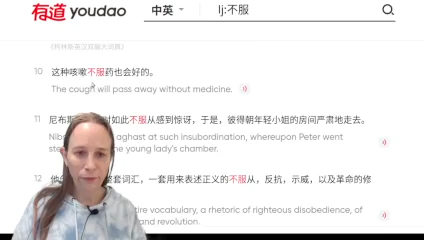 有道 youdao 中英 lj:不服
《柯林斯英汉双解大词典》
10 这种咳嗽不服药也会好的。
The cough will pass away without medicine.
11 尼布斯 时如此不服从感到惊讶，于是，彼得朝年轻小姐的房间严肃地走去。
aghast at such insubordination, whereupon Peter went
the young lady's chamber.
12 整套词汇，一套用来表述正义的不服从，反抗，示威，以及革命的修
tire vocabulary, a rhetoric of righteous disobedience, of
and revolution.